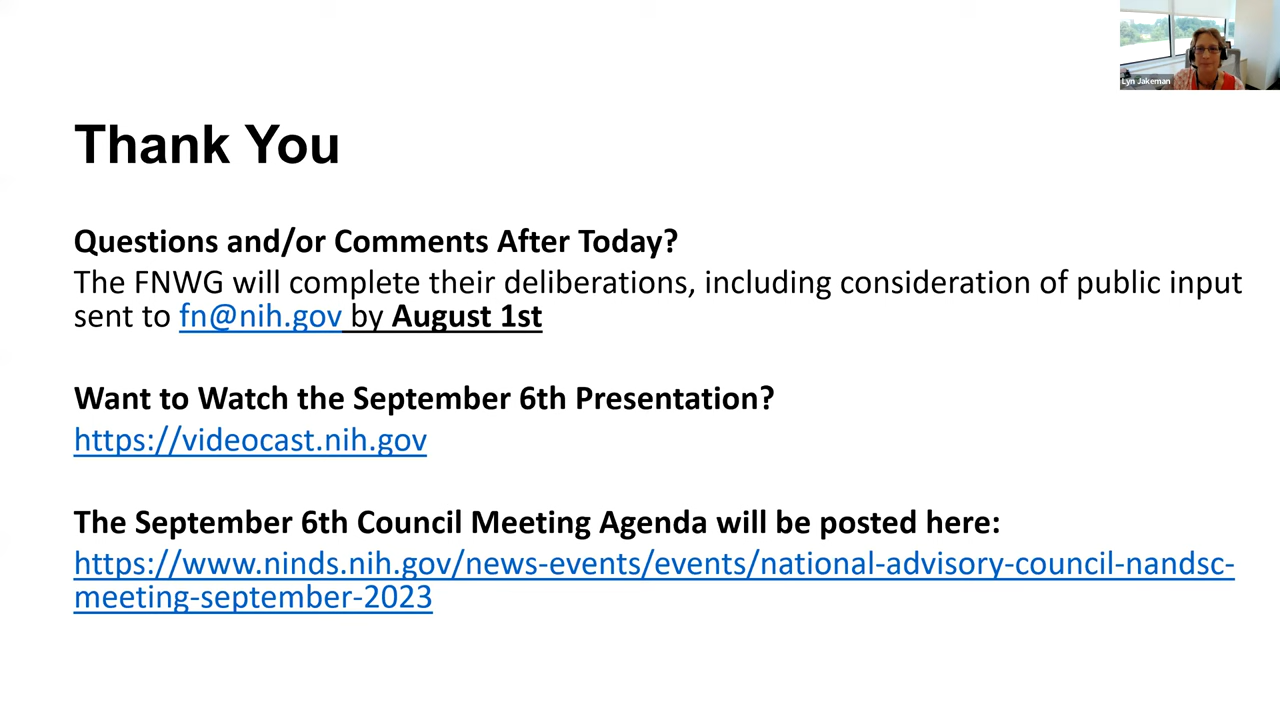 Lyn Jakeman
Thank You
Questions and/or Comments After Today?
The FNWG will complete their deliberations, including consideration of public input
sent to fn@nih.gov by August 1st
Want to Watch the September 6th Presentation?
https://videocast.nih.gov
The September 6th Council Meeting Agenda will be posted here:
https://www.ninds.nih.gov/news-events/events/national-advisory-council-nandsc-
meeting-september-2023